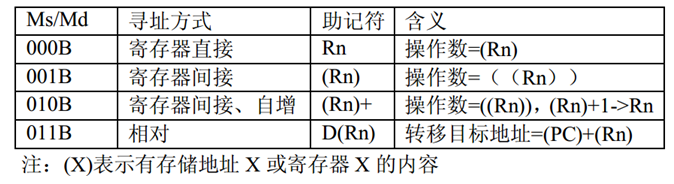 Ms/Md 寻址方式 助记符 含义
000B 寄存器直接 Rn 操作数=(Rn)
001B 寄存器间接 (Rn) 操作数=((Rn))
010B 寄存器间接、自增 (Rn)+ 操作数=((Rn)),(Rn)+1->Rn
011B 相对 D(Rn) 转移目标地址=(PC)+(Rn)
注:(X)表示有存储地址 X 或寄存器 X 的内容